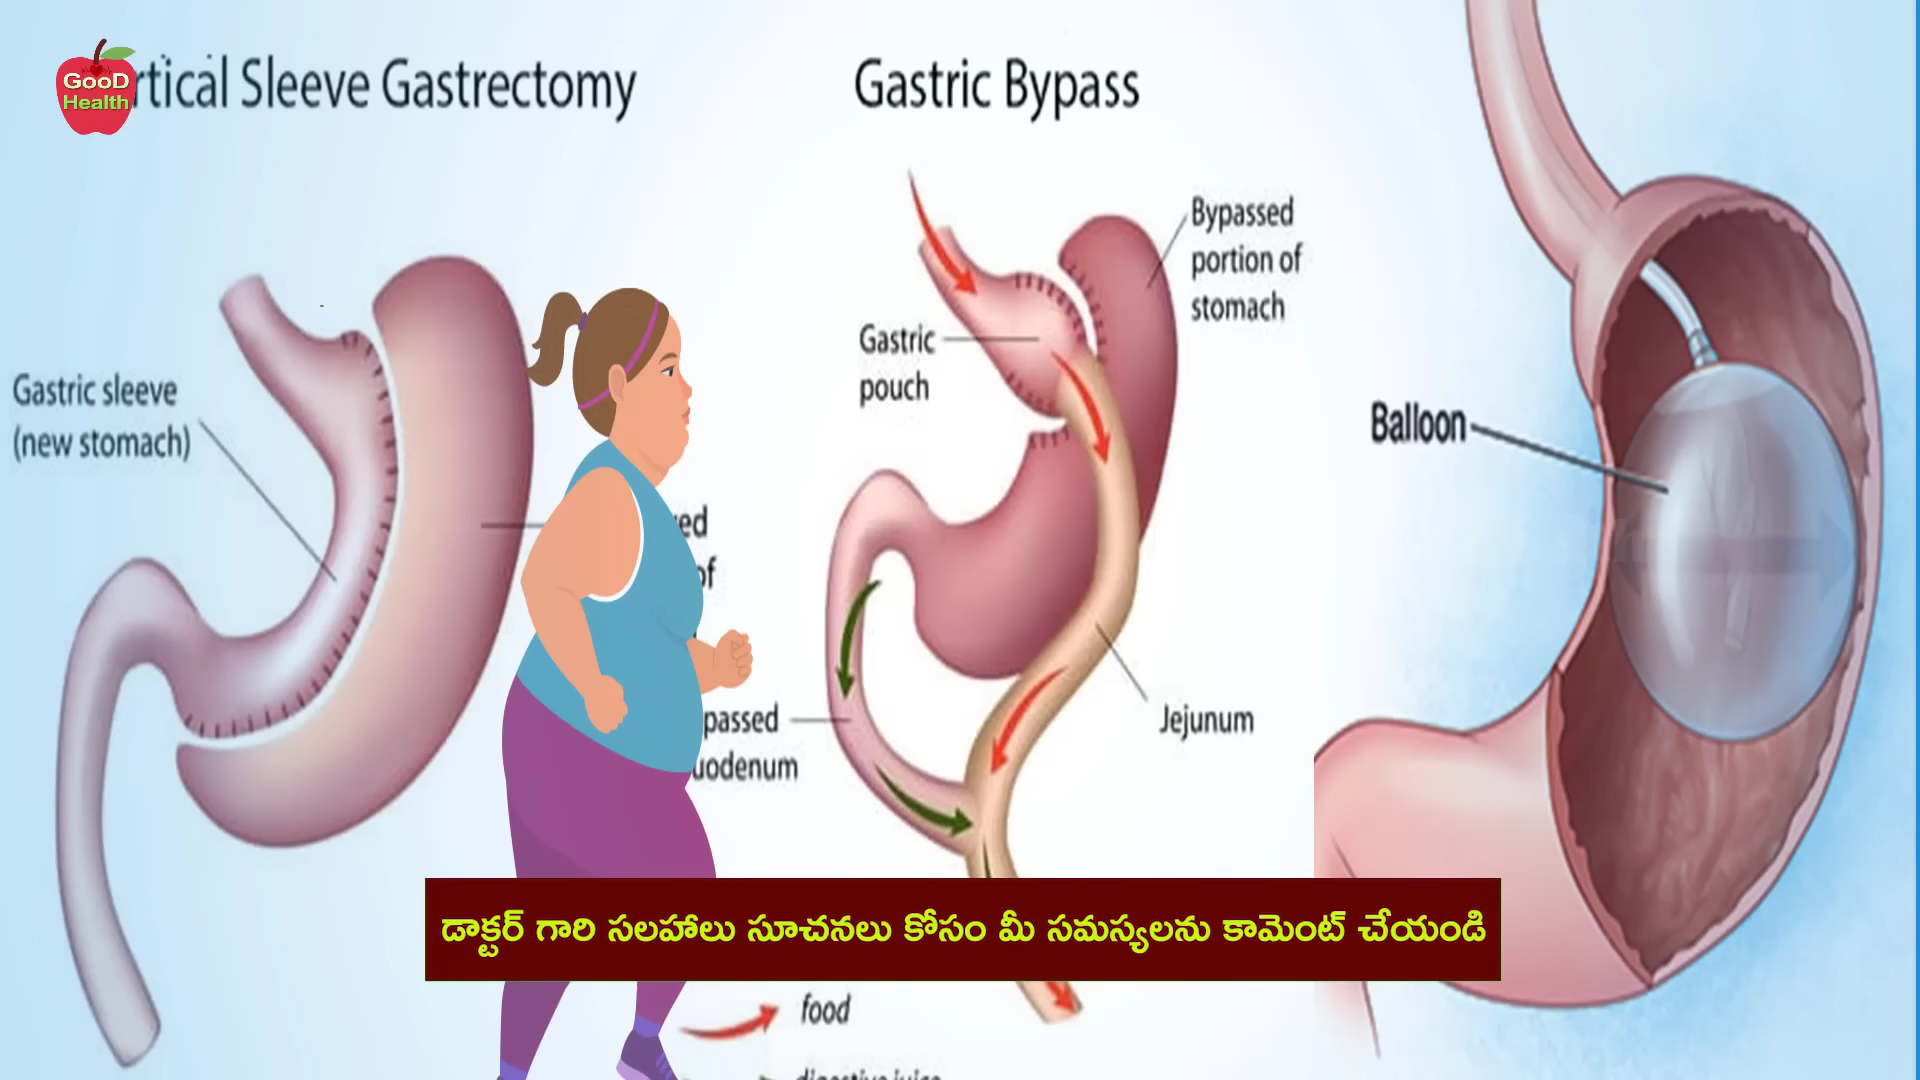 GooD
Health
rtical Sleeve Gastrectomy
Gastric sleeve
(new stomach)
ed
of
Gastric Bypass
Bypassed
portion of
stomach
Gastric
pouch
passed
uodenum
Jejunum
Balloon
డాక్టర్ గారి సలహాలు సూచనలు కోసం మీ సమస్యలను కామెంట్ చేయండి
food